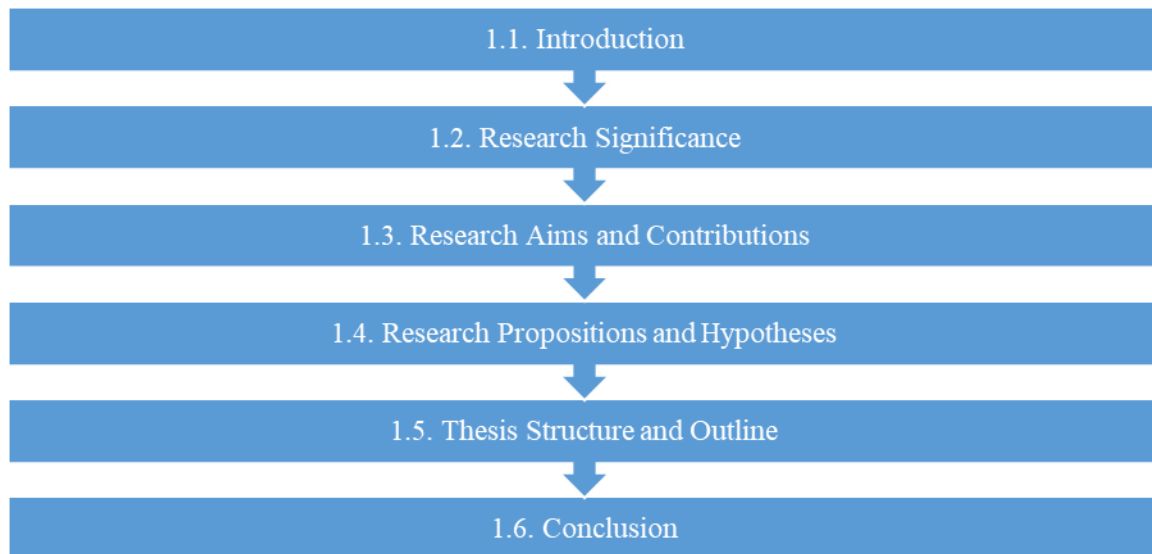 1.1. Introduction
1.2. Research Significance
1.3. Research Aims and Contributions
1.4. Research Propositions and Hypotheses
1.5. Thesis Structure and Outline
1.6. Conclusion